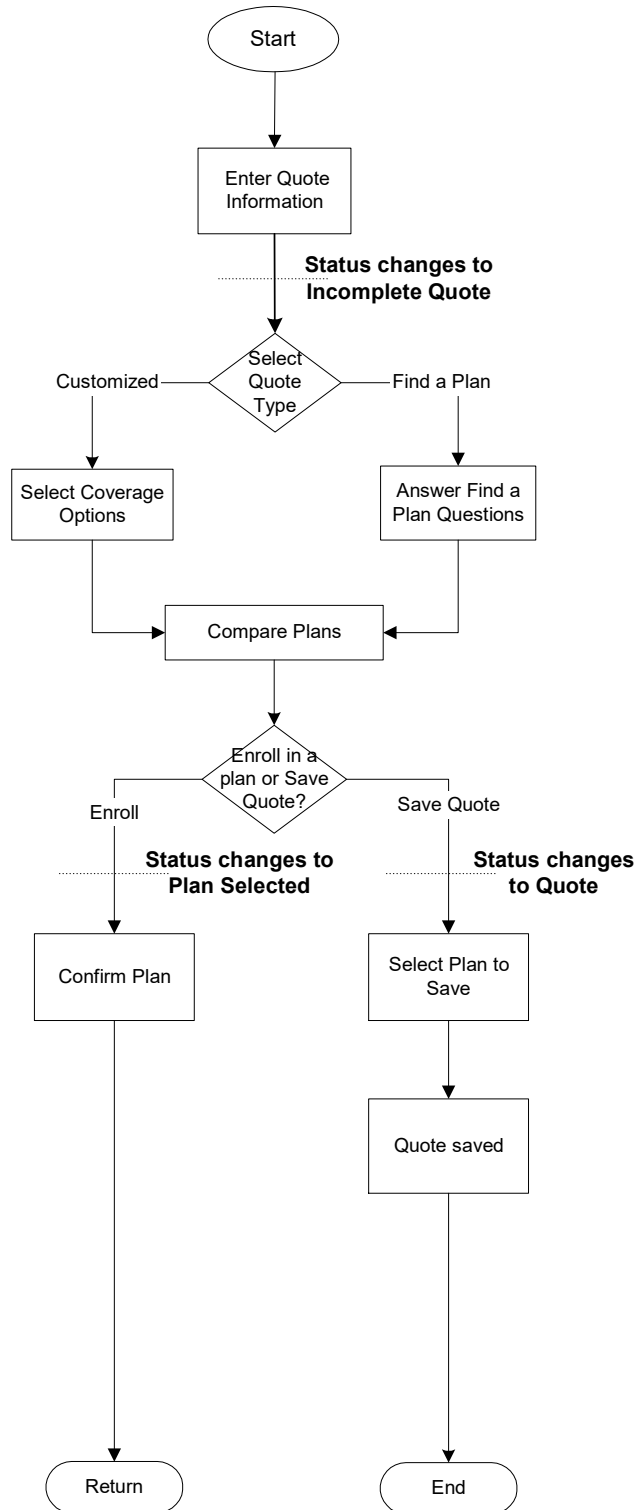 Start
Enter Quote
Information
Status changes to
Incomplete Quote
Select
Quote
Type
Customized
Find a Plan
Select Coverage
Options
Answer Find a
Plan Questions
Compare Plans
Enroll in a
plan or Save
Quote?
Enroll
Save Quote
Status changes to
Plan Selected
Status changes
to Quote
Confirm Plan
Select Plan to
Save
Quote saved
Return
End